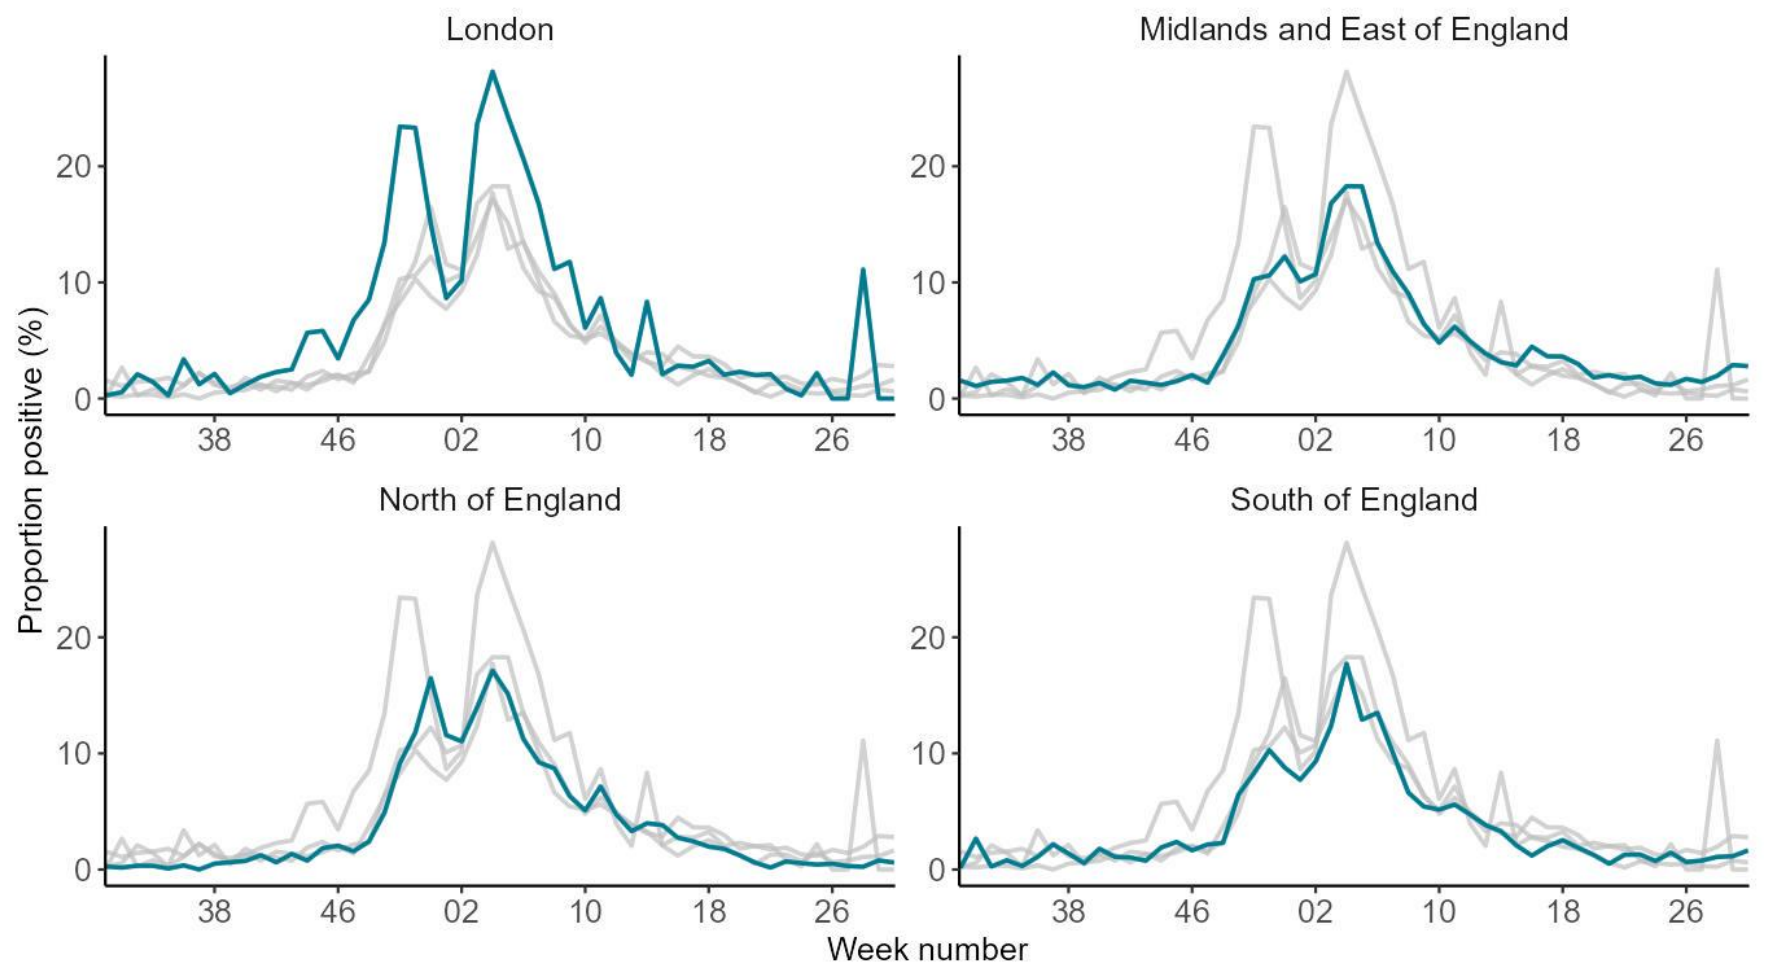 London
Midlands and East of England
20
10
0
38 46 02 10 18 26
20
10
0
38 46 02 10 18 26
Proportion positive (%)
North of England
South of England
20
10
0
38 46 02 10 18 26
20
10
0
38 46 02 10 18 26
Week number